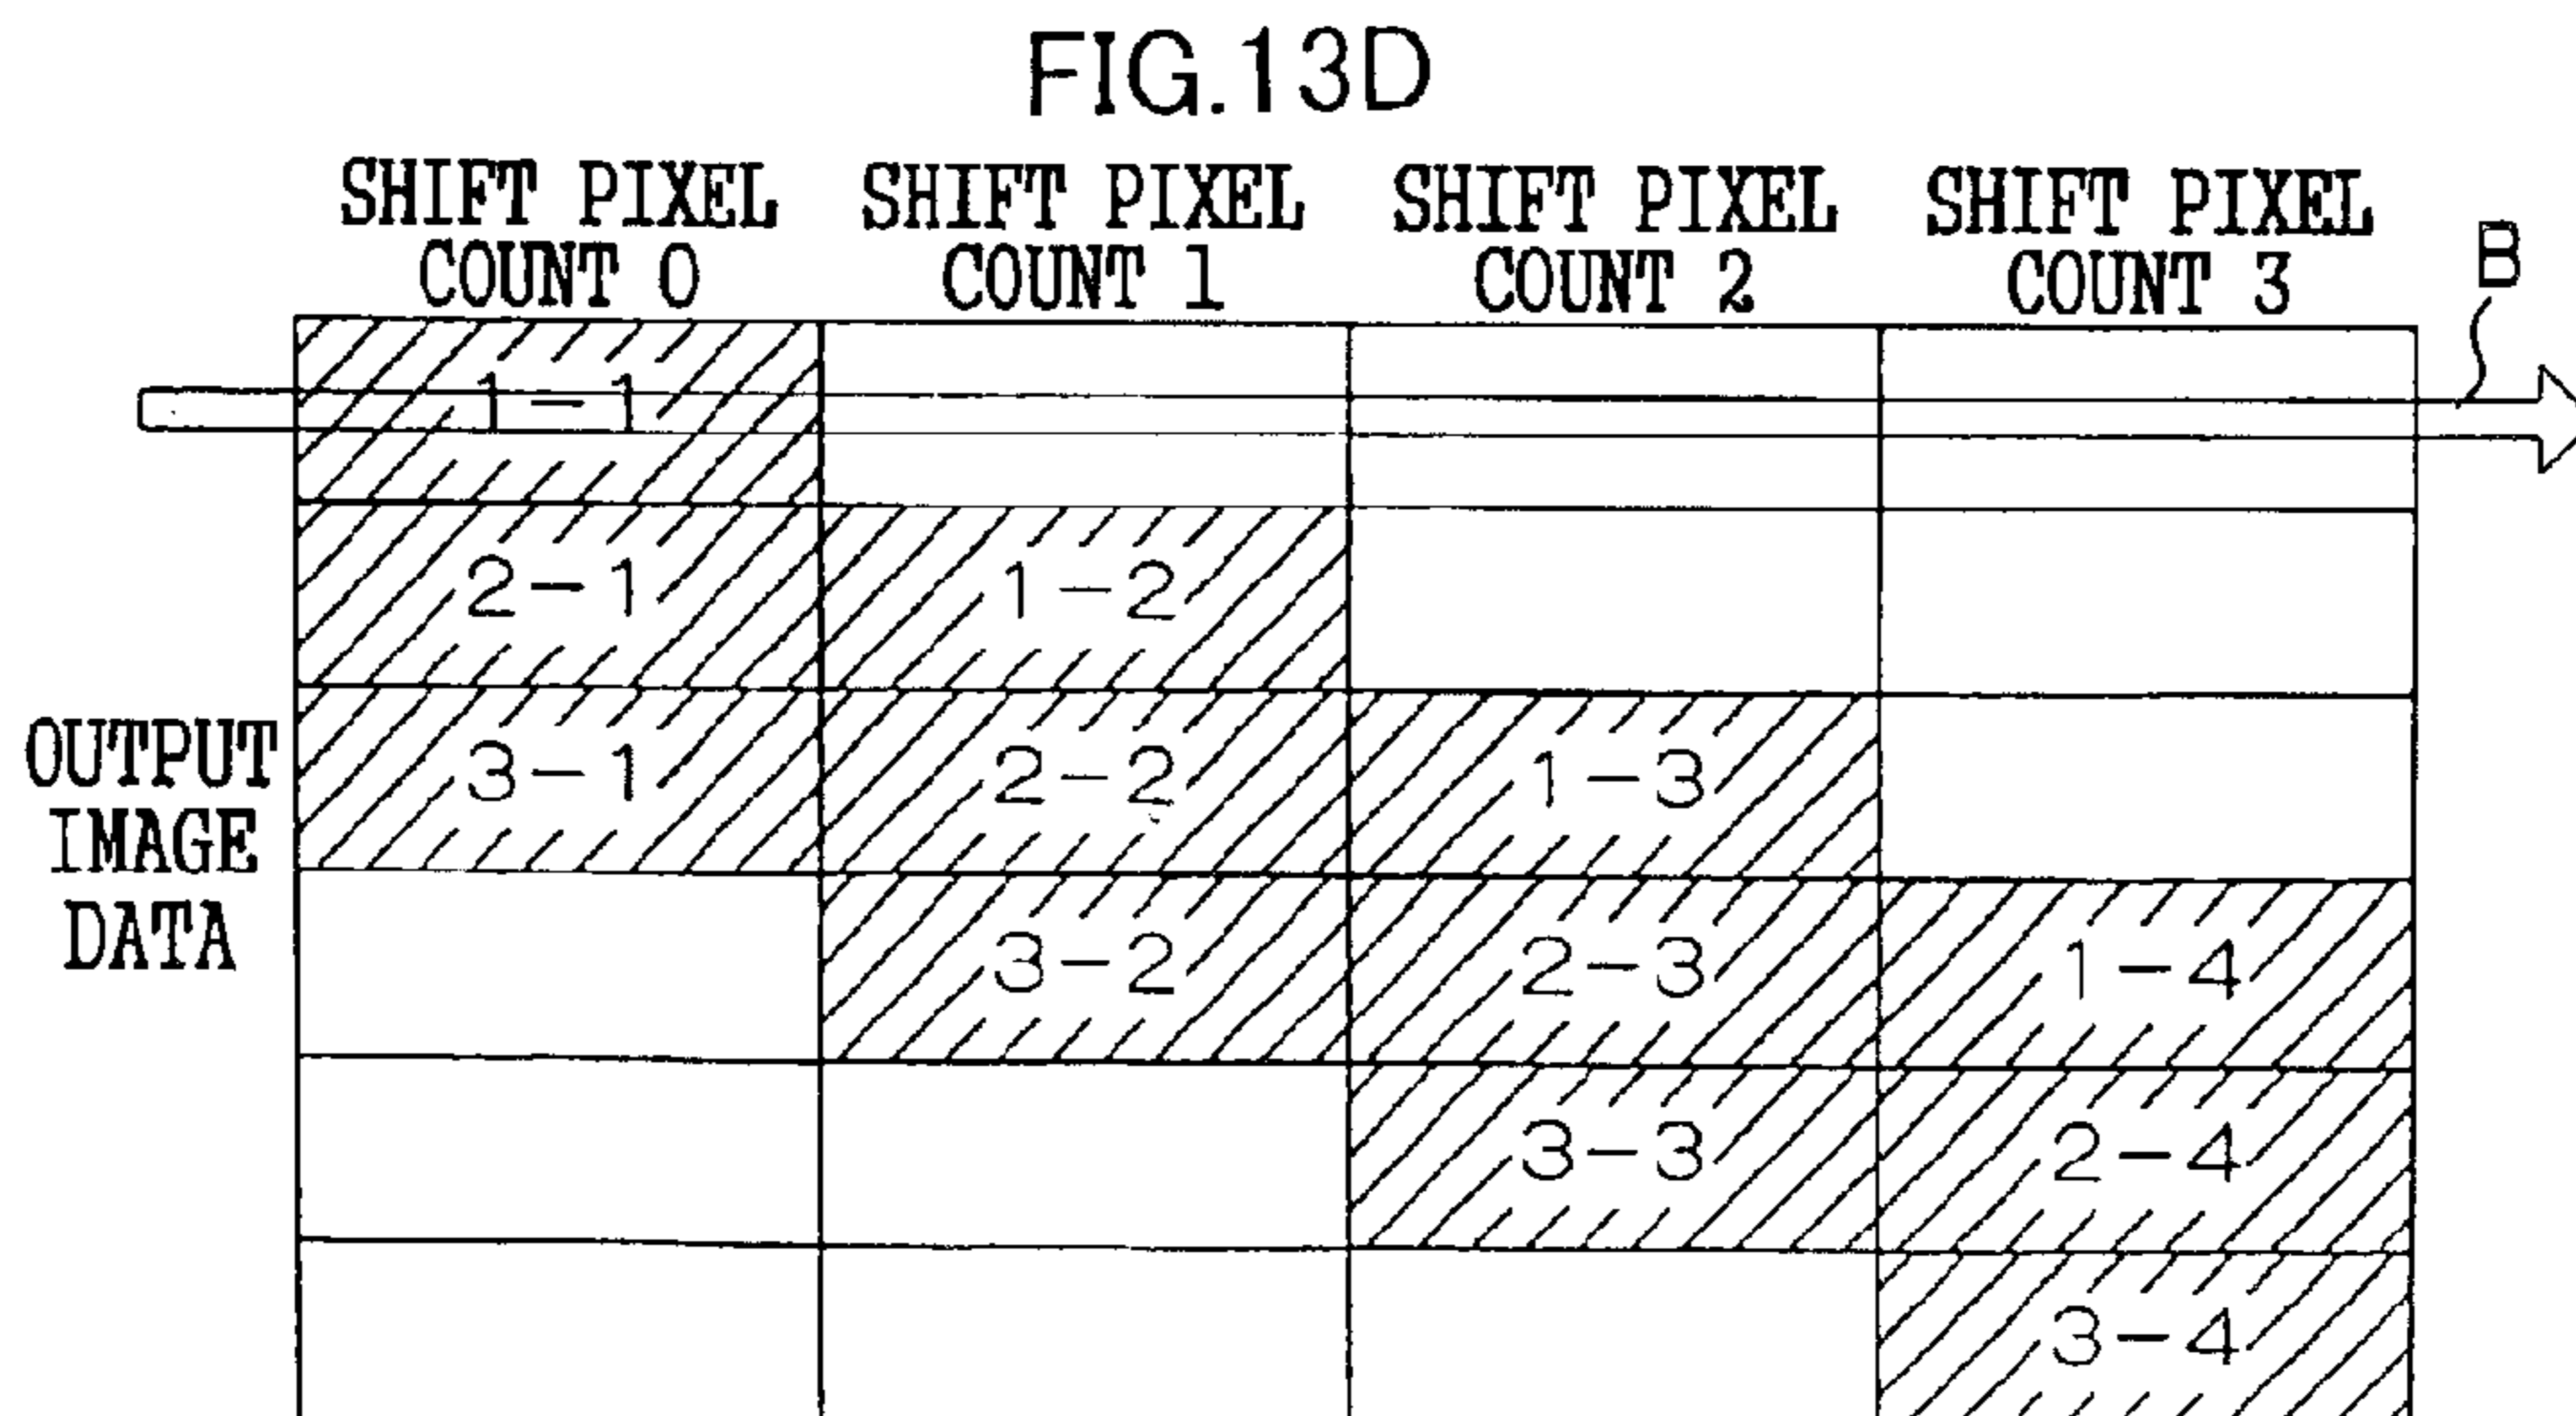 FIG.13D
SHIFT PIXEL COUNT 0
SHIFT PIXEL COUNT 1
SHIFT PIXEL COUNT 2
SHIFT PIXEL COUNT 3
B
1-1
2-1 1-2
OUTPUT IMAGE DATA
3-1 2-2 1-3
3-2 2-3 1-4
3-3 2-4
3-4